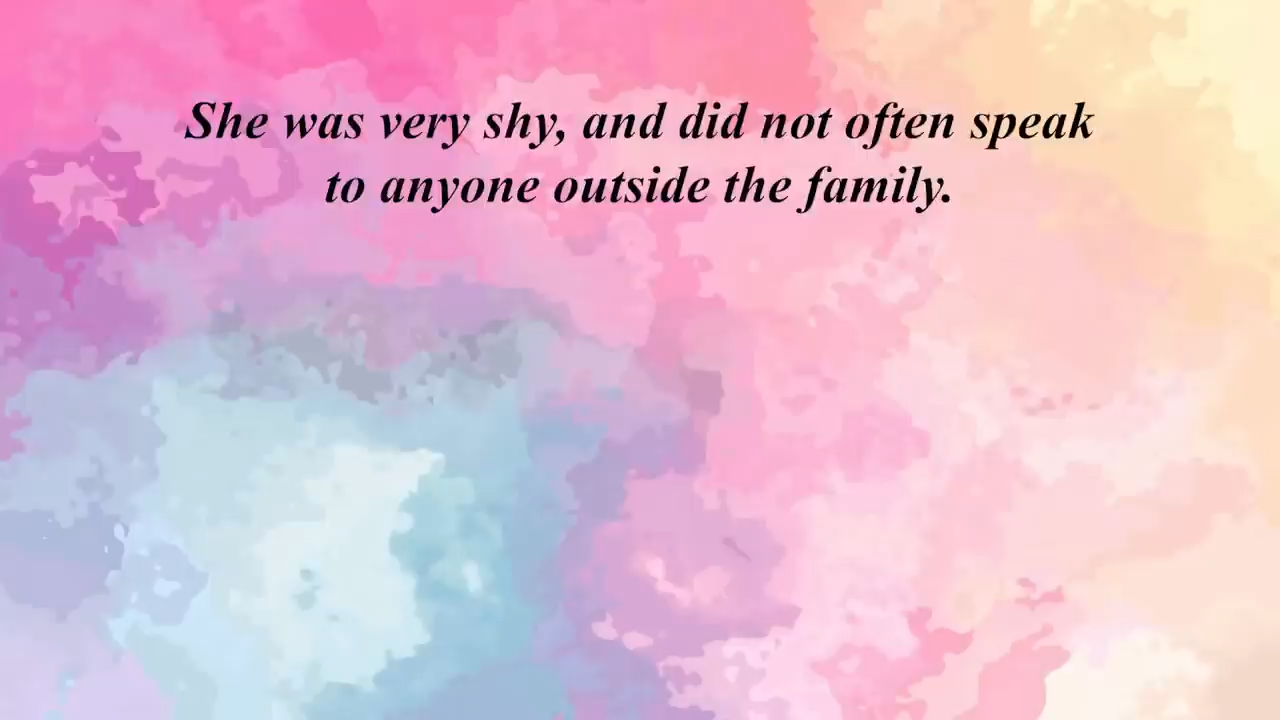 She was very shy, and did not often speak
to anyone outside the family.